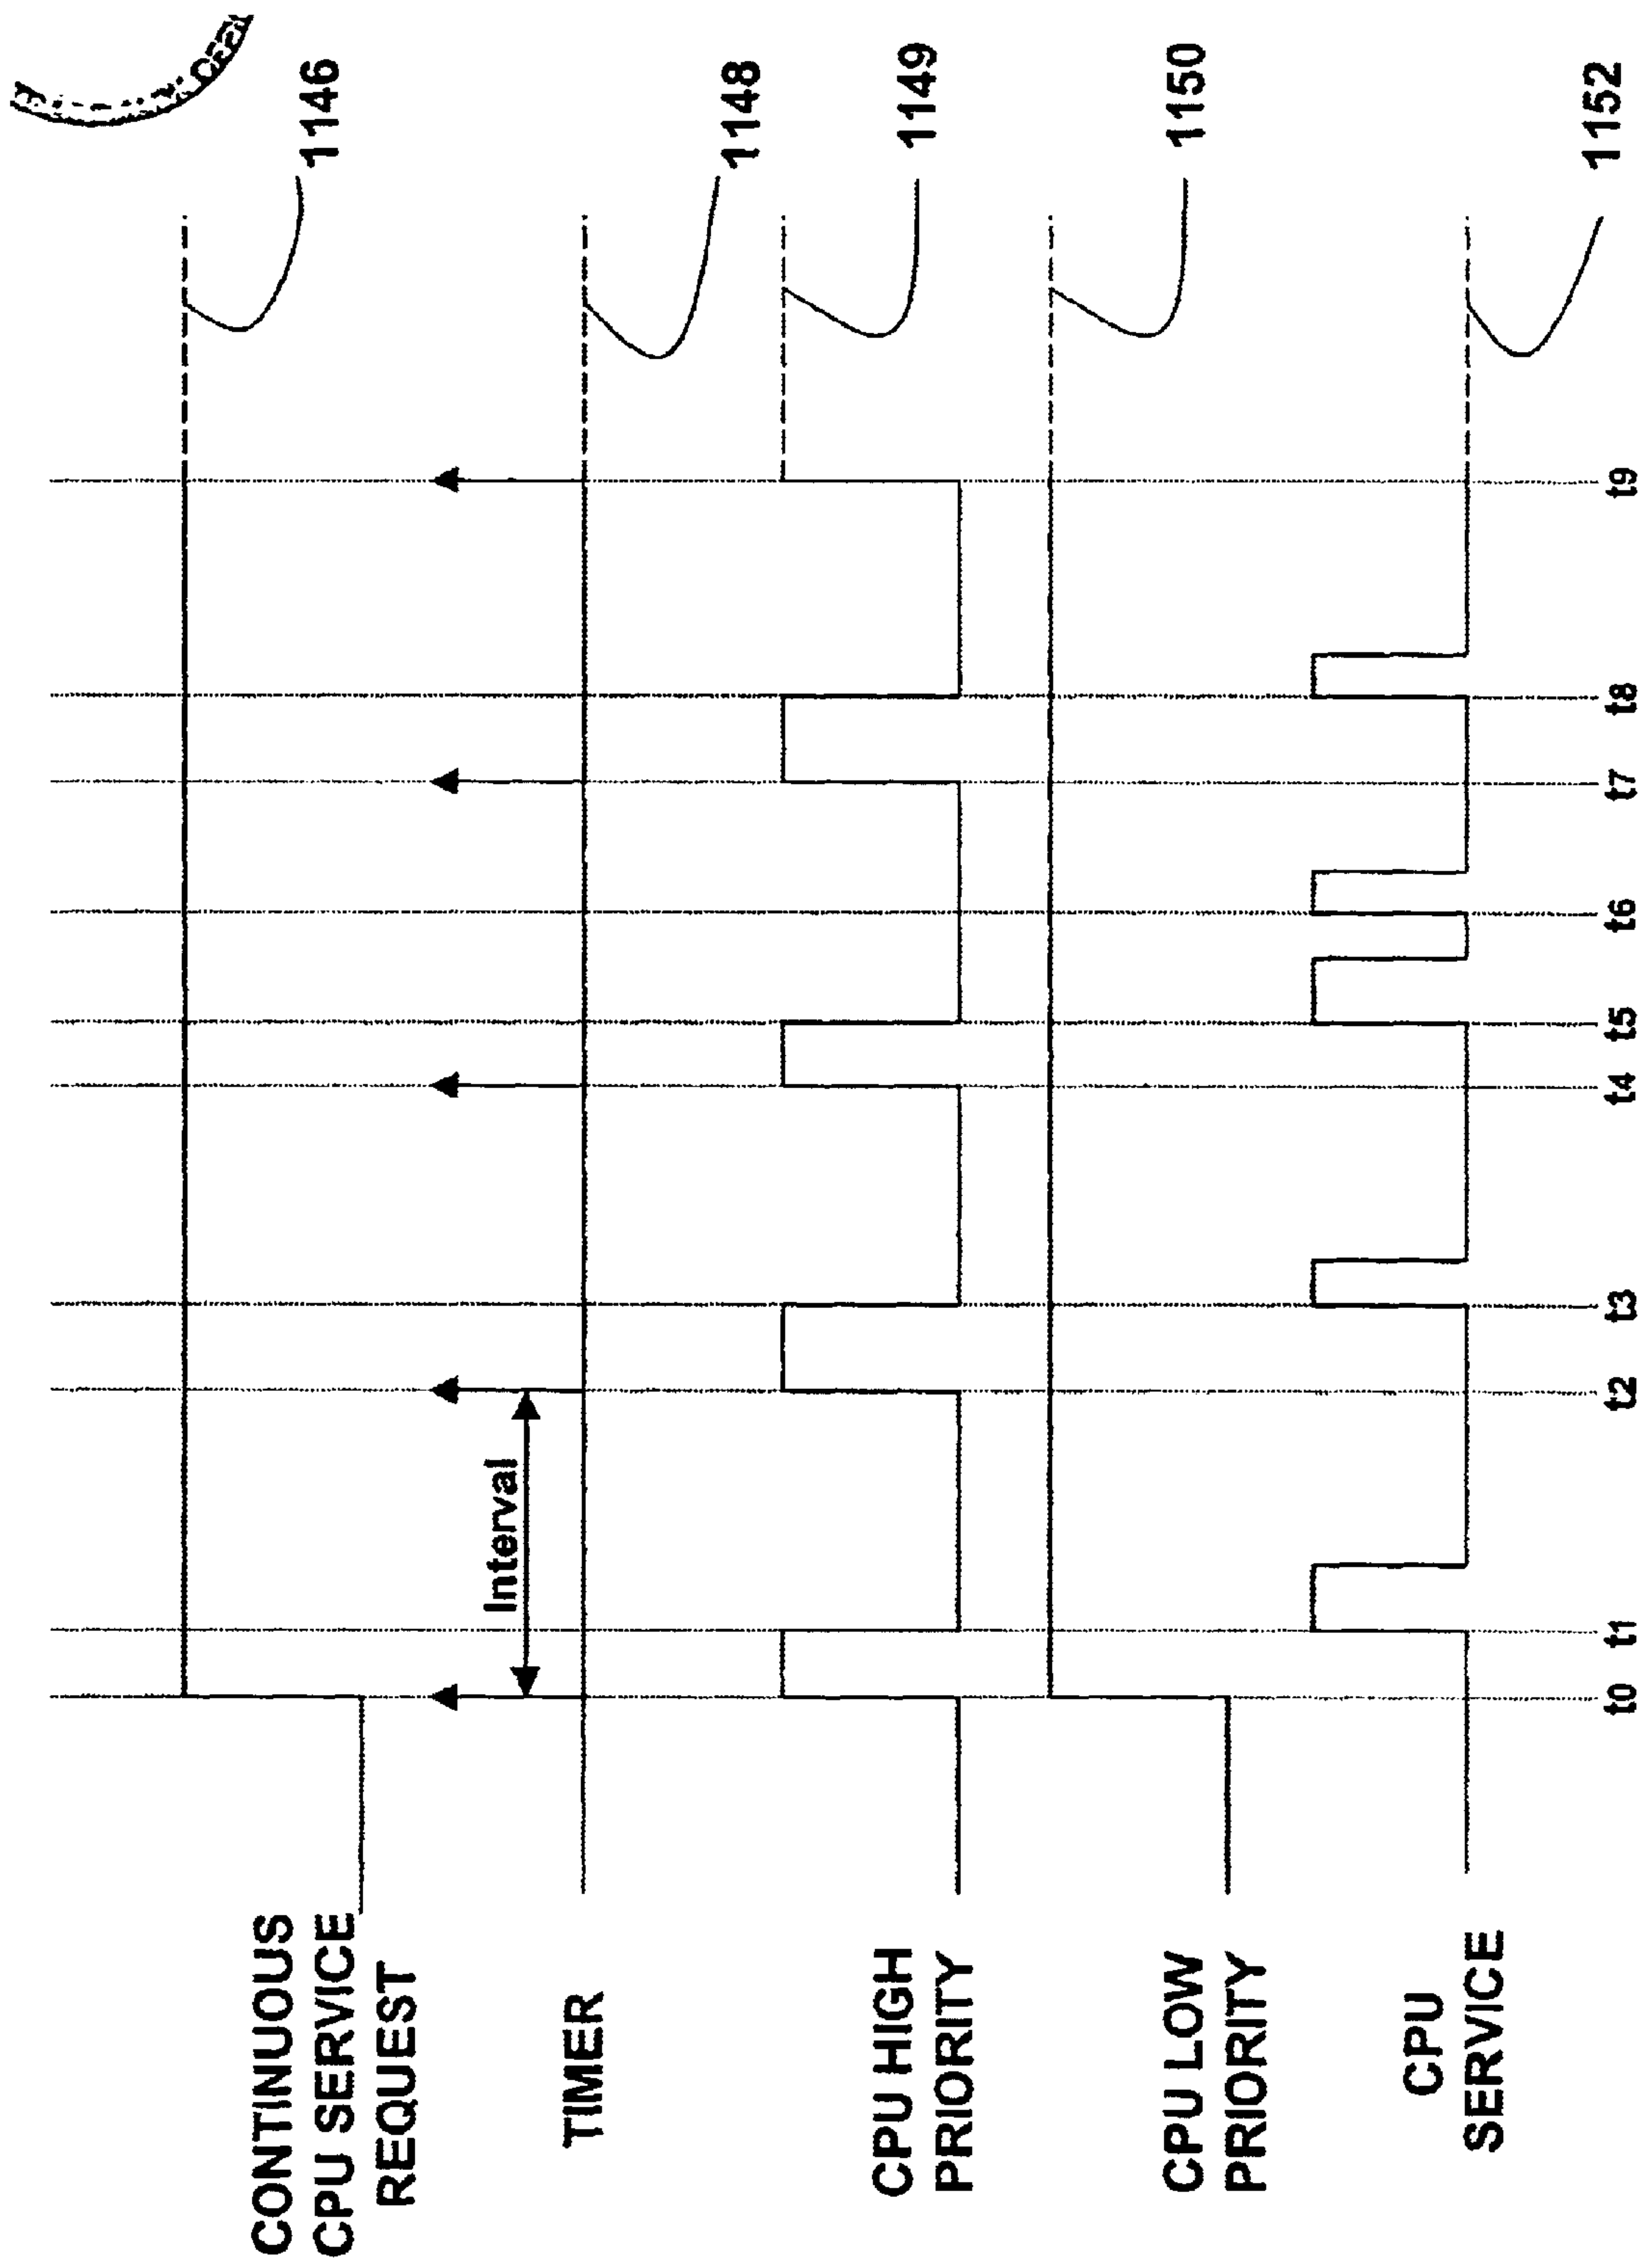 CONTINUOUS
CPU SERVICE
REQUEST
1146
Interval
TIMER
1148
CPU HIGH
PRIORITY
1149
CPU LOW
PRIORITY
1150
CPU
SERVICE
1152
t0 t1 t2 t3 t4 t5 t6 t7 t8 t9